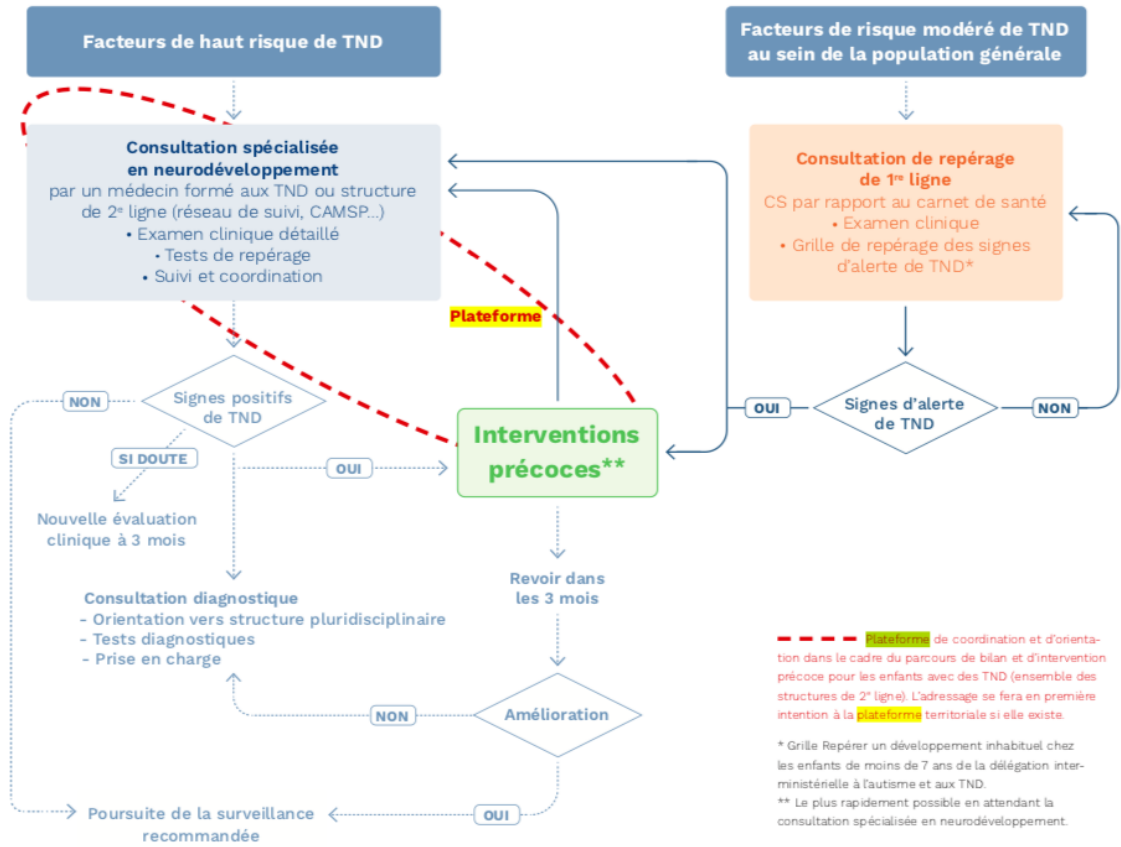 Facteurs de haut risque de TND
Facteurs de risque modéré de TND
au sein de la population générale
Consultation spécialisée
en neurodéveloppement
par un médecin formé aux TND ou structure
de 2e ligne (réseau de suivi, CAMSP...)
• Examen clinique détaillé
• Tests de repérage
• Suivi et coordination
Consultation de repérage
de 1re ligne
CS par rapport au carnet de santé
• Examen clinique
• Grille de repérage des signes
d'alerte de TND*
Plateforme
Signes positifs
de TND
NON
SI DOUTE
OUI
Nouvelle évaluation
clinique à 3 mois
Interventions
précoces**
OUI
Signes d'alerte
de TND
NON
Revoir dans
les 3 mois
Consultation diagnostique
- Orientation vers structure pluridisciplinaire
- Tests diagnostiques
- Prise en charge
NON
Amélioration
OUI
Poursuite de la surveillance
recommandée
Plateforme de coordination et d'orienta-
tion dans le cadre du parcours de bilan et d'intervention
précoce pour les enfants avec des TND (ensemble des
structures de 2e ligne). L'adressage se fera en première
intention à la plateforme territoriale si elle existe.
* Grille Repérer un développement inhabituel chez
les enfants de moins de 7 ans de la délégation inter-
ministérielle à l'autisme et aux TND.
** Le plus rapidement possible en attendant la
consultation spécialisée en neurodéveloppement.